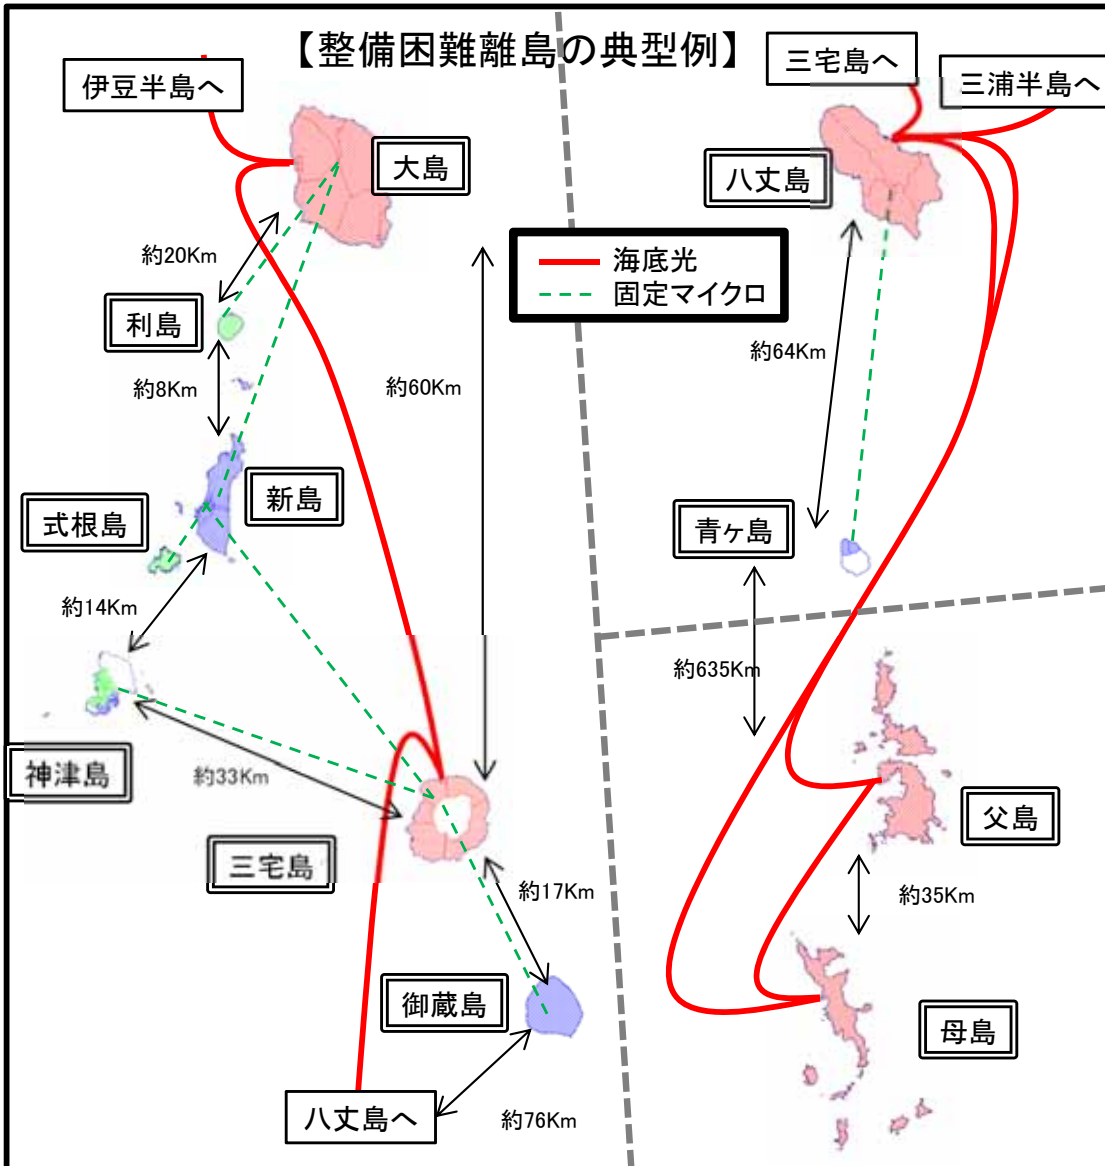 【整備困難離島の典型例】
伊豆半島へ
大島
約20Km
利島
約8Km
約60Km
新島
式根島
約14Km
神津島
約33Km
三宅島
約17Km
御蔵島
八丈島へ
約76Km
海底光
固定マイクロ
三宅島へ
三浦半島へ
八丈島
約64Km
青ヶ島
約635Km
父島
約35Km
母島